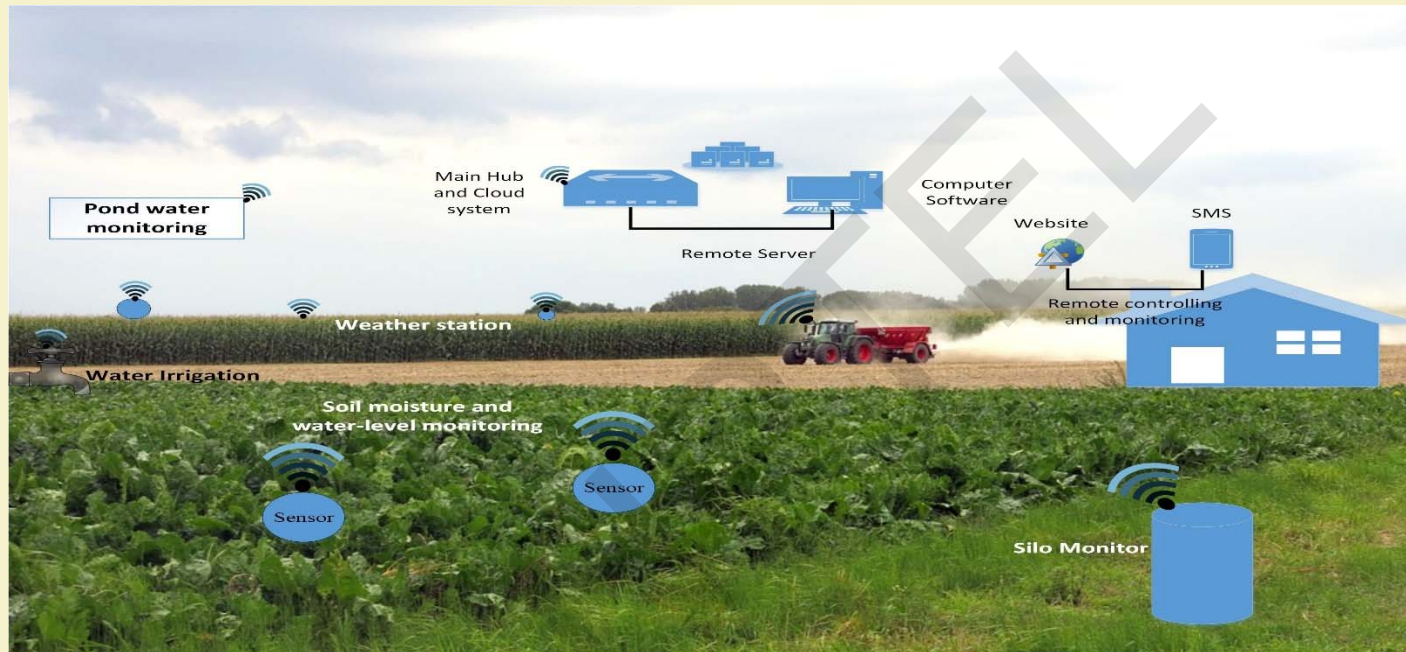 Main Hub
and Cloud
system
Computer
Software
Pond water
monitoring
SMS
Website
Remote Server
Remote controlling
and monitoring
Weather station
Water Irrigation
Soil moisture and
water-level monitoring
Sensor
Sensor
Silo Monitor